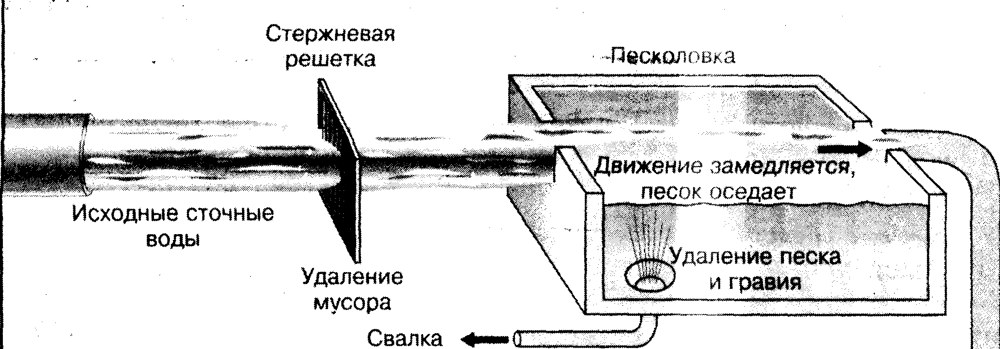 Стержневая
решетка
Песколовка
Движение замедляется,
песок оседает
Исходные сточные
воды
Удаление песка
и гравия
Удаление
мусора
Свалка